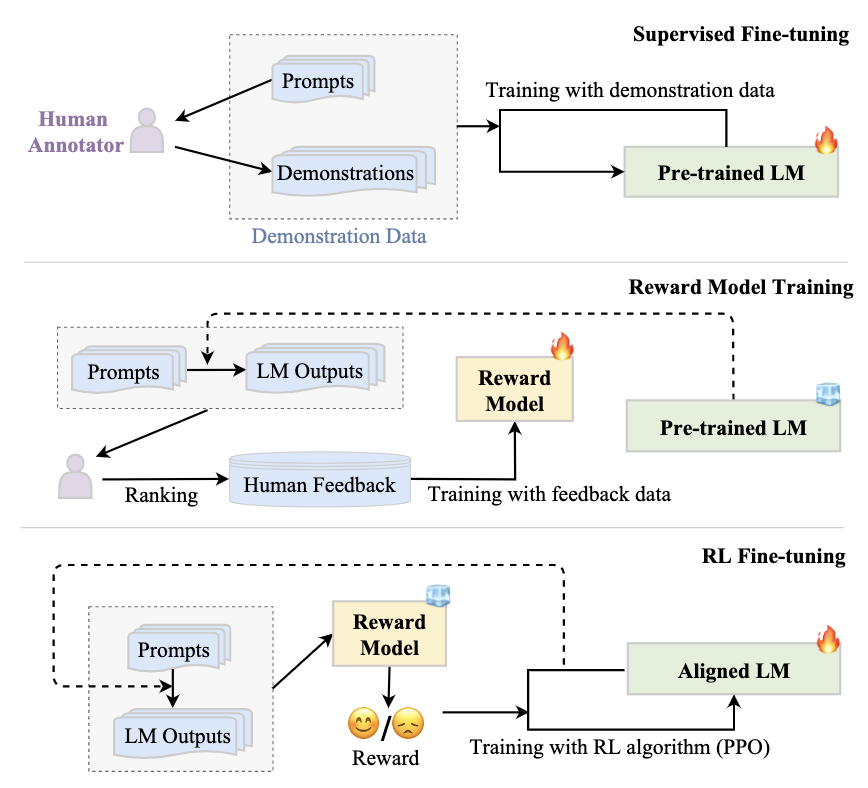 Supervised Fine-tuning
Prompts
Training with demonstration data
Human
Annotator
Demonstrations
Pre-trained LM
Demonstration Data
Reward Model Training
Prompts
LM Outputs
Reward
Model
Pre-trained LM
Ranking
Human Feedback
Training with feedback data
RL Fine-tuning
Prompts
Reward
Model
Aligned LM
LM Outputs
/
Reward
Training with RL algorithm (PPO)